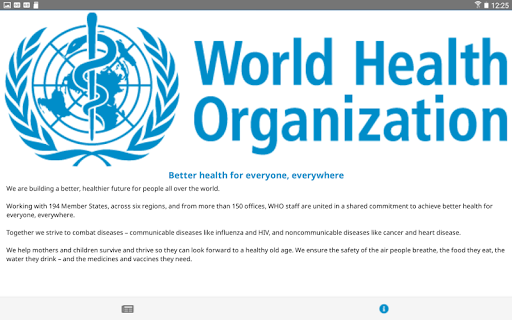 12:25
World Health
Organization
Better health for everyone, everywhere
We are building a better, healthier future for people all over the world.
Working with 194 Member States, across six regions, and from more than 150 offices, WHO staff are united in a shared commitment to achieve better health for
everyone, everywhere.
Together we strive to combat diseases – communicable diseases like influenza and HIV, and noncommunicable diseases like cancer and heart disease.
We help mothers and children survive and thrive so they can look forward to a healthy old age. We ensure the safety of the air people breathe, the food they eat, the
water they drink – and the medicines and vaccines they need.